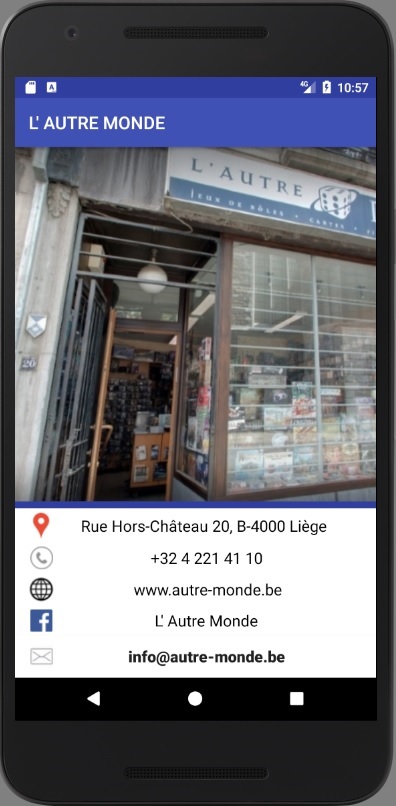 4G 10:57
L' AUTRE MONDE
L'AUTRE
JEUX DE RÔLES • CARTES •
20
Rue Hors-Château 20, B-4000 Liège
+32 4 221 41 10
www.autre-monde.be
L' Autre Monde
info@autre-monde.be